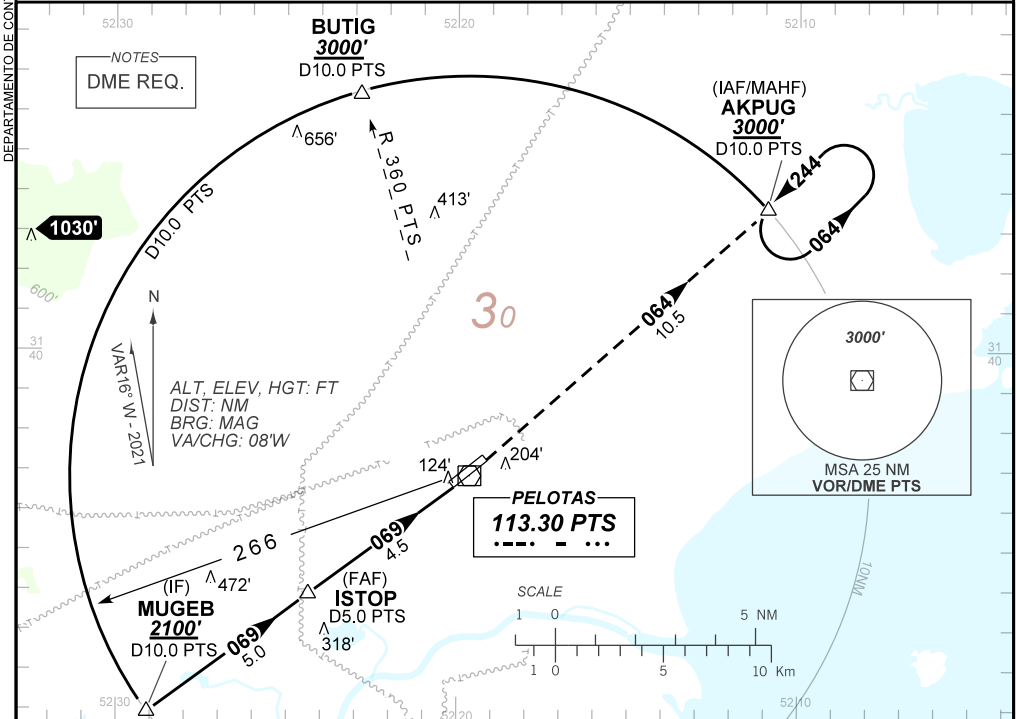 DEPARTAMENTO DE CON
52 30
52 20
52 10
NOTES
DME REQ.
BUTIG
3000'
D10.0 PTS
(IAF/MAHF)
AKPUG
3000'
D10.0 PTS
656'
R 360 PTS
413'
244
064
D10.0 PTS
1030'
600'
N
VAR16° W - 2021
30
064
10.5
3000'
31
40
31
40
ALT, ELEV, HGT: FT
DIST: NM
BRG: MAG
VA/CHG: 08'W
MSA 25 NM
VOR/DME PTS
124'
204'
PELOTAS
113.30 PTS
266
069
4.5
472'
(IF)
MUGEB
2100'
D10.0 PTS
(FAF)
ISTOP
D5.0 PTS
318'
069
5.0
10NM
SCALE
1 0 5 NM
1 0 5 10 Km
52 30
52 20
52 10